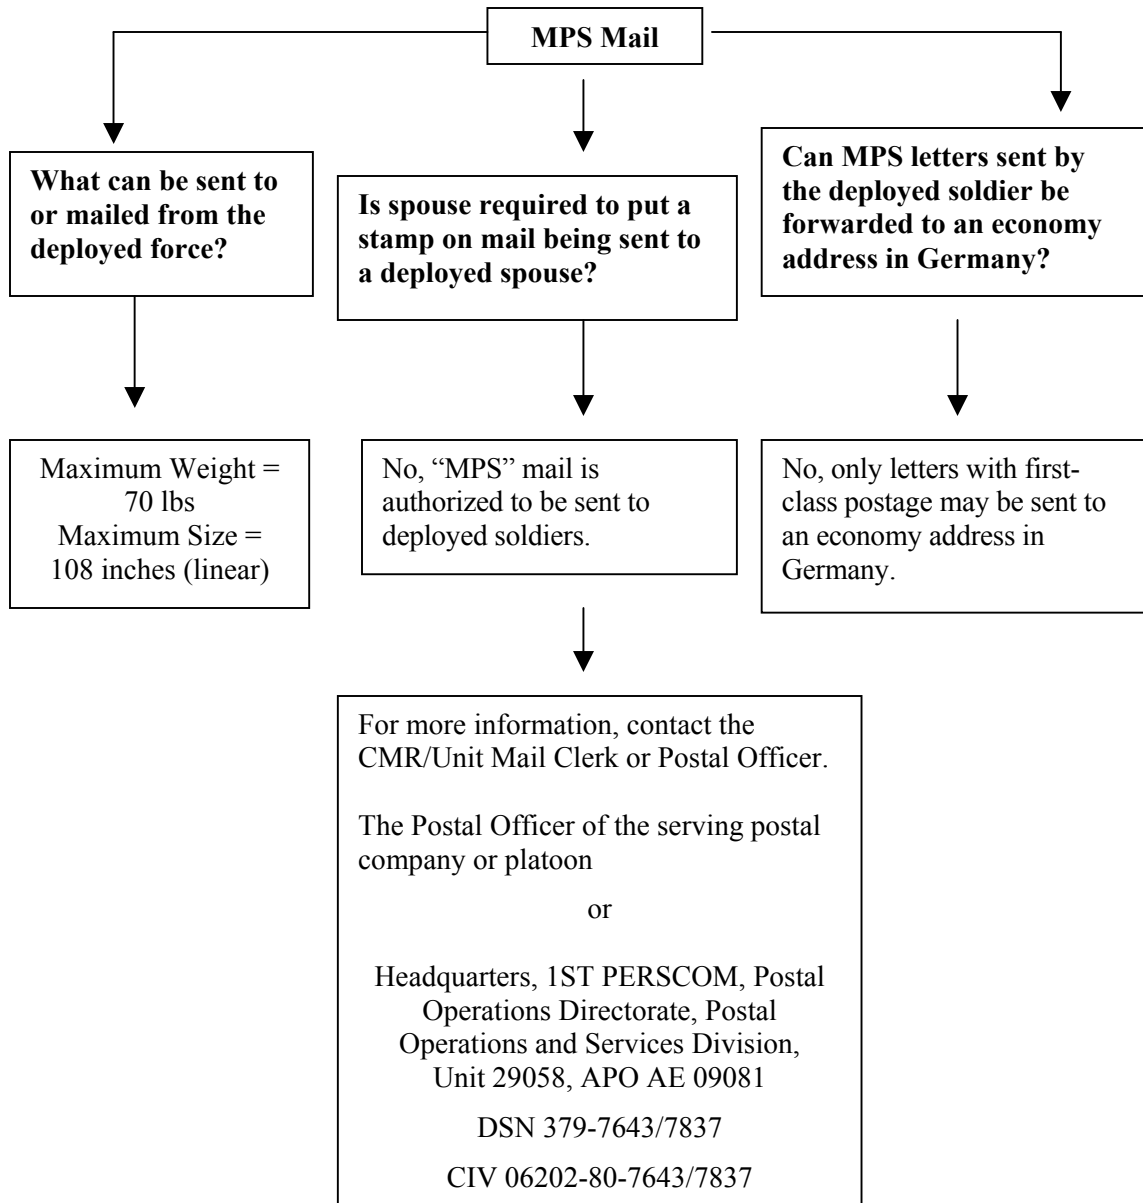 MPS Mail
What can be sent to
or mailed from the
deployed force?
Is spouse required to put a
stamp on mail being sent to
a deployed spouse?
Can MPS letters sent by
the deployed soldier be
forwarded to an economy
address in Germany?
Maximum Weight =
70 lbs
Maximum Size =
108 inches (linear)
No, “MPS” mail is
authorized to be sent to
deployed soldiers.
No, only letters with first-
class postage may be sent to
an economy address in
Germany.
For more information, contact the
CMR/Unit Mail Clerk or Postal Officer.
The Postal Officer of the serving postal
company or platoon
or
Headquarters, 1ST PERSCOM, Postal
Operations Directorate, Postal
Operations and Services Division,
Unit 29058, APO AE 09081
DSN 379-7643/7837
CIV 06202-80-7643/7837